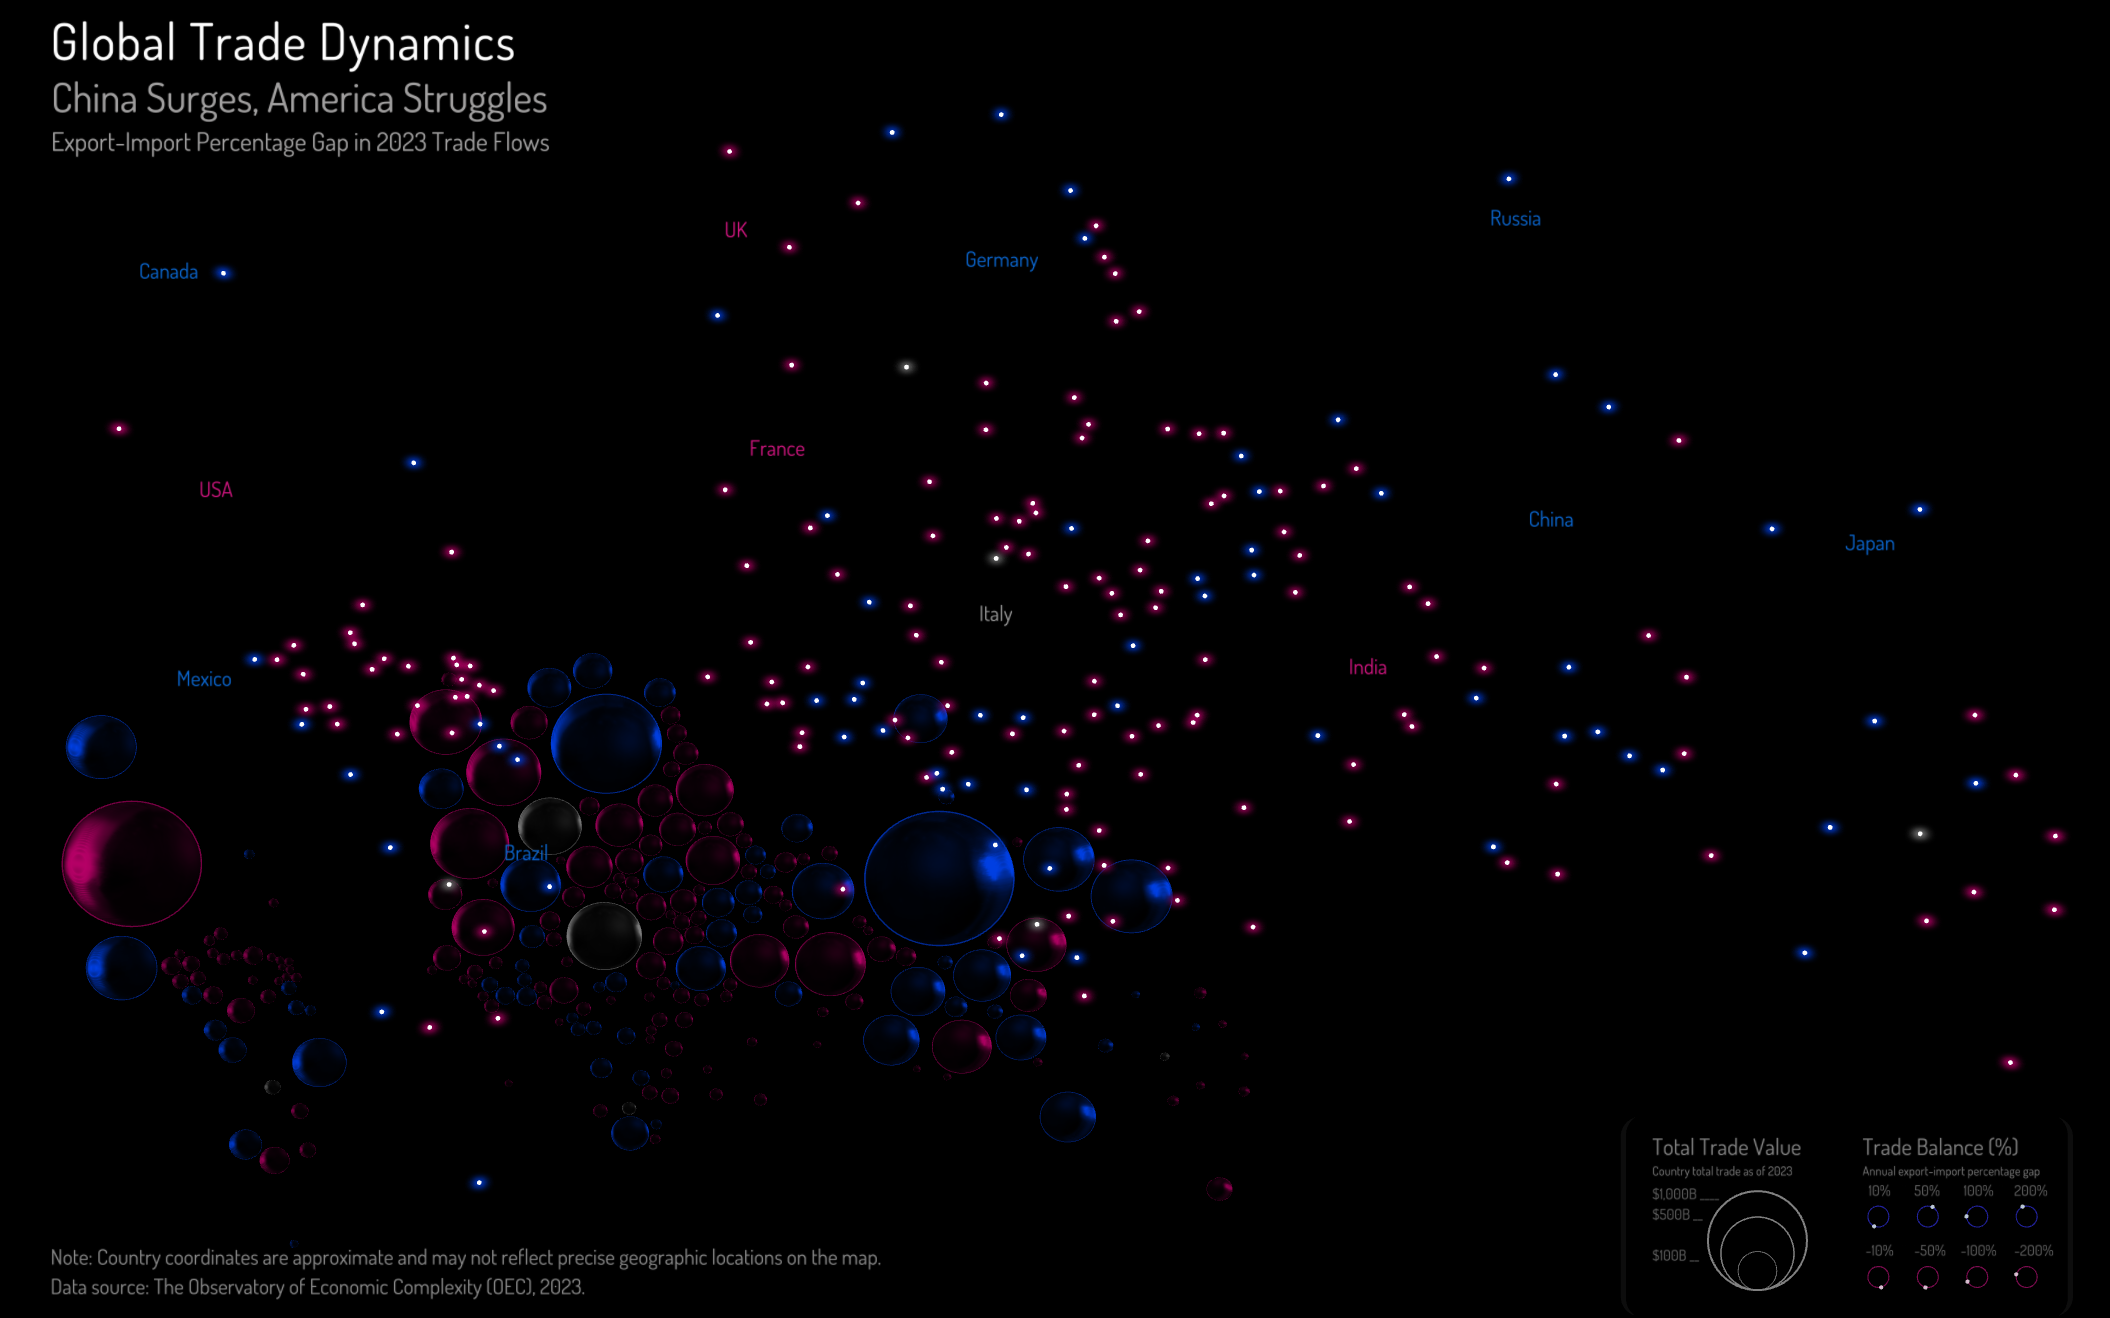 Global Trade Dynamics
China Surges, America Struggles
Export-Import Percentage Gap in 2023 Trade Flows
UK
Russia
Germany
Canada
France
USA
China
Japan
Italy
India
Mexico
Brazil
Total Trade Value
Country total trade as of 2023
$1,000B
$500B
$100B
Trade Balance (%)
Annual export-import percentage gap
10% 50% 100% 200%
-10% -50% -100% -200%
Note: Country coordinates are approximate and may not reflect precise geographic locations on the map.
Data source: The Observatory of Economic Complexity (OEC), 2023.